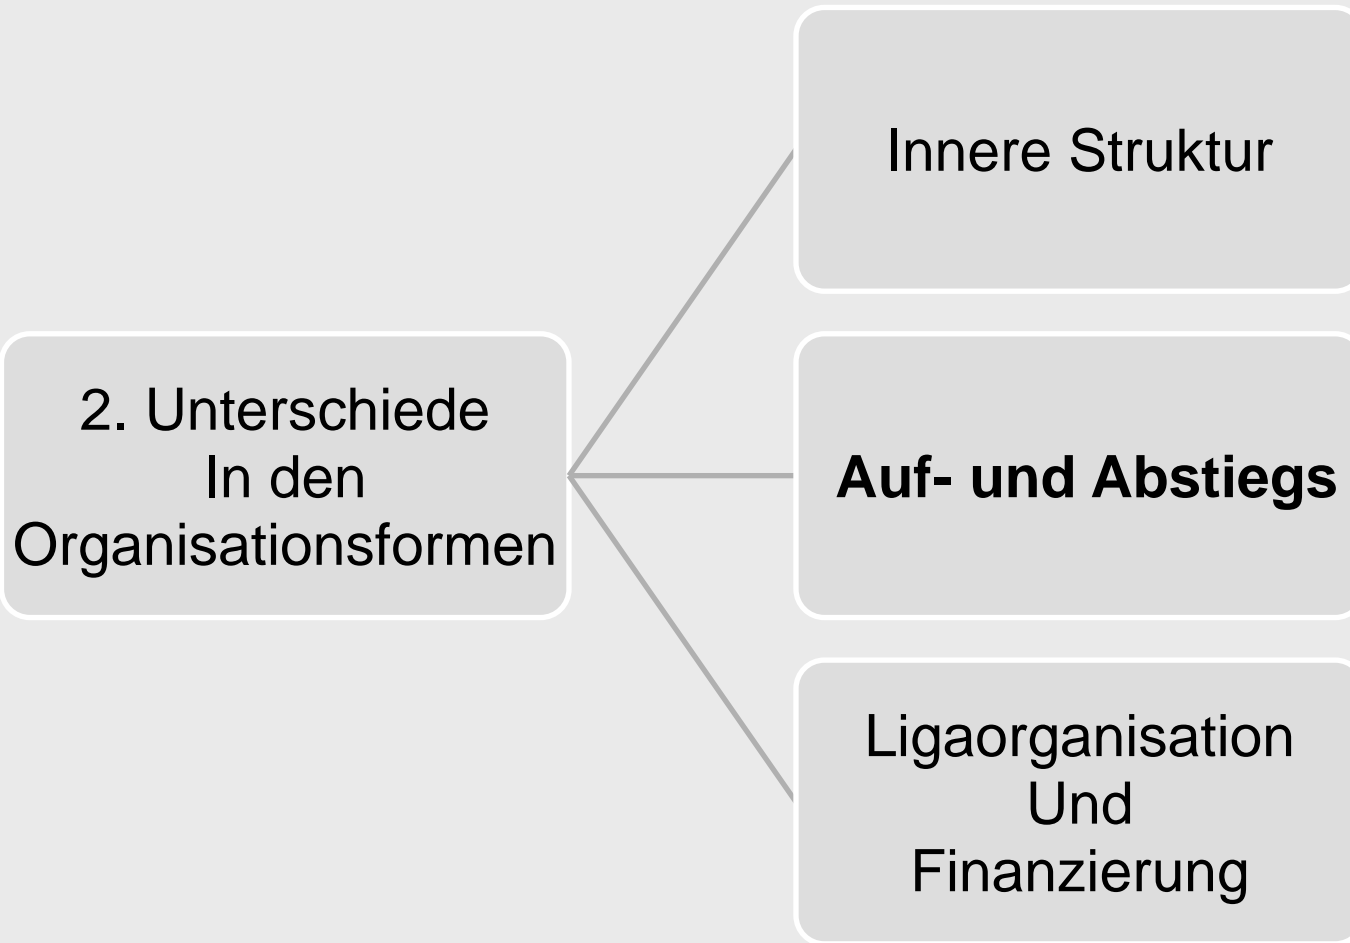 Innere Struktur
2. Unterschiede
In den
Organisationsformen
Auf- und Abstiegs
Ligaorganisation
Und
Finanzierung